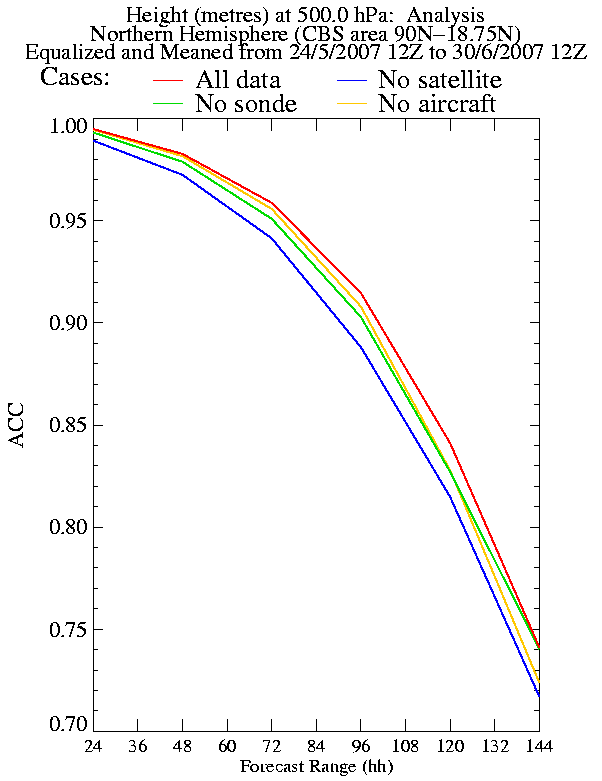 Height (metres) at 500.0 hPa: Analysis
Northern Hemisphere (CBS area 90N−18.75N)
Equalized and Meaned from 24/5/2007 12Z to 30/6/2007 12Z
Cases: All data No satellite
No sonde No aircraft
1.00
0.95
0.90
0.85
0.80
0.75
0.70
ACC
24 36 48 60 72 84 96 108 120 132 144
Forecast Range (hh)